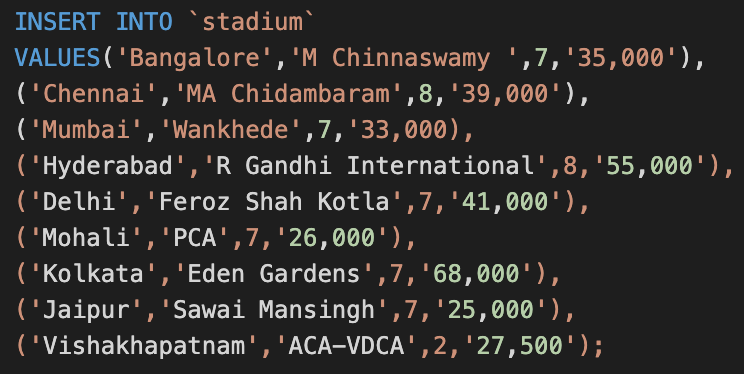 INSERT INTO `stadium`
VALUES('Bangalore','M Chinnaswamy ',7,'35,000'),
('Chennai','MA Chidambaram',8,'39,000'),
('Mumbai','Wankhede',7,'33,000),
('Hyderabad','R Gandhi International',8,'55,000'),
('Delhi','Feroz Shah Kotla',7,'41,000'),
('Mohali','PCA',7,'26,000'),
('Kolkata','Eden Gardens',7,'68,000'),
('Jaipur','Sawai Mansingh',7,'25,000'),
('Vishakhapatnam','ACA-VDCA',2,'27,500');